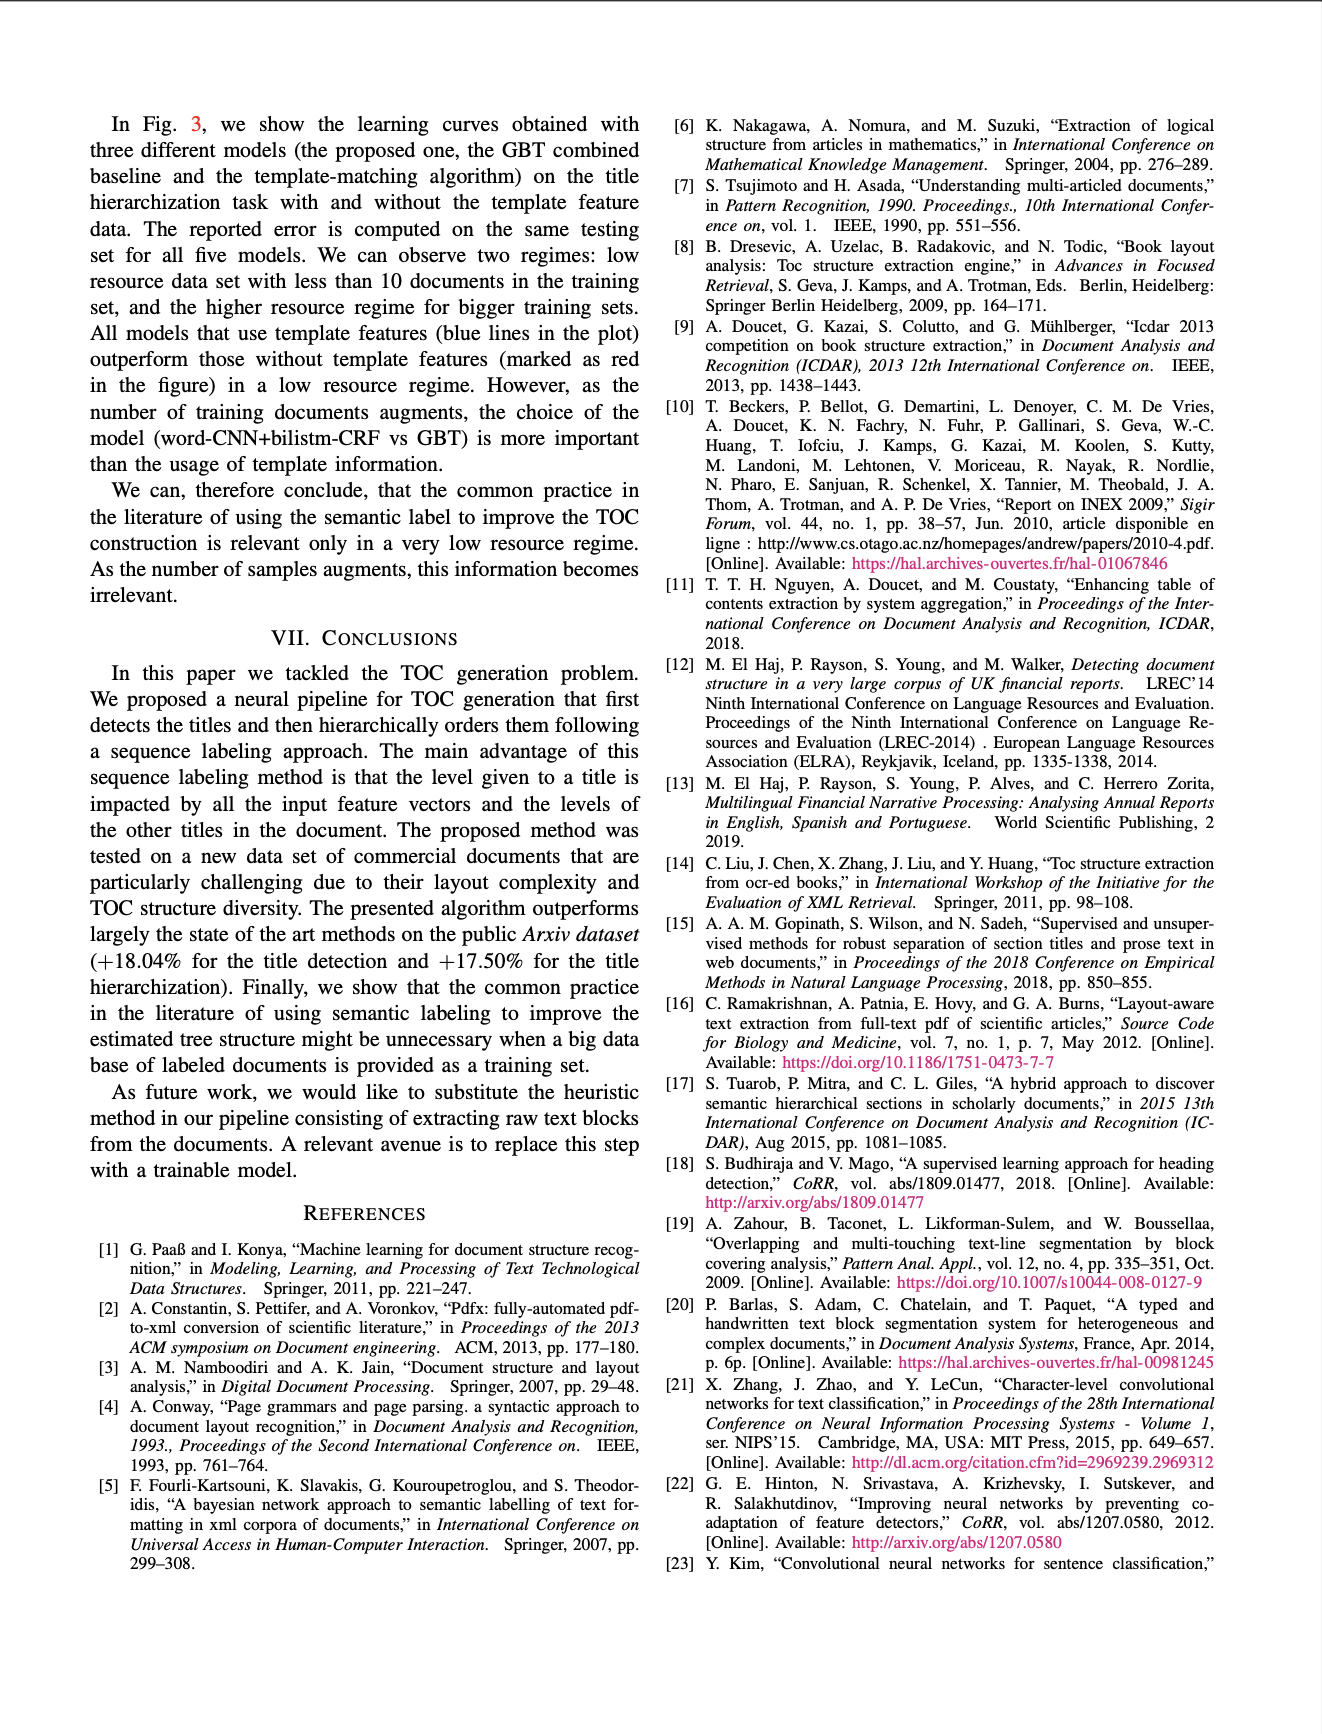 In Fig. 3, we show the learning curves obtained with
three different models (the proposed one, the GBT combined
baseline and the template-matching algorithm) on the title
hierarchization task with and without the template feature
data. The reported error is computed on the same testing
set for all five models. We can observe two regimes: low
resource data set with less than 10 documents in the training
set, and the higher resource regime for bigger training sets.
All models that use template features (blue lines in the plot)
outperform those without template features (marked as red
in the figure) in a low resource regime. However, as the
number of training documents augments, the choice of the
model (word-CNN+bilistm-CRF vs GBT) is more important
than the usage of template information.
We can, therefore conclude, that the common practice in
the literature of using the semantic label to improve the TOC
construction is relevant only in a very low resource regime.
As the number of samples augments, this information becomes
irrelevant.
VII. CONCLUSIONS
In this paper we tackled the TOC generation problem.
We proposed a neural pipeline for TOC generation that first
detects the titles and then hierarchically orders them following
a sequence labeling approach. The main advantage of this
sequence labeling method is that the level given to a title is
impacted by all the input feature vectors and the levels of
the other titles in the document. The proposed method was
tested on a new data set of commercial documents that are
particularly challenging due to their layout complexity and
TOC structure diversity. The presented algorithm outperforms
largely the state of the art methods on the public Arxiv dataset
(+18.04% for the title detection and +17.50% for the title
hierarchization). Finally, we show that the common practice
in the literature of using semantic labeling to improve the
estimated tree structure might be unnecessary when a big data
base of labeled documents is provided as a training set.
As future work, we would like to substitute the heuristic
method in our pipeline consisting of extracting raw text blocks
from the documents. A relevant avenue is to replace this step
with a trainable model.
REFERENCES
[1] G. Paaß and I. Konya, “Machine learning for document structure recog-
nition,” in Modeling, Learning, and Processing of Text Technological
Data Structures. Springer, 2011, pp. 221–247.
[2] A. Constantin, S. Pettifer, and A. Voronkov, “Pdfx: fully-automated pdf-
to-xml conversion of scientific literature,” in Proceedings of the 2013
ACM symposium on Document engineering. ACM, 2013, pp. 177–180.
[3] A. M. Namboodiri and A. K. Jain, “Document structure and layout
analysis,” in Digital Document Processing. Springer, 2007, pp. 29–48.
[4] A. Conway, “Page grammars and page parsing. a syntactic approach to
document layout recognition,” in Document Analysis and Recognition,
1993., Proceedings of the Second International Conference on. IEEE,
1993, pp. 761–764.
[5] F. Fourli-Kartsouni, K. Slavakis, G. Kouroupetroglou, and S. Theodor-
idis, “A bayesian network approach to semantic labelling of text for-
matting in xml corpora of documents,” in International Conference on
Universal Access in Human-Computer Interaction. Springer, 2007, pp.
299–308.
[6] K. Nakagawa, A. Nomura, and M. Suzuki, “Extraction of logical
structure from articles in mathematics,” in International Conference on
Mathematical Knowledge Management. Springer, 2004, pp. 276–289.
[7] S. Tsujimoto and H. Asada, “Understanding multi-articled documents,”
in Pattern Recognition, 1990. Proceedings., 10th International Confer-
ence on, vol. 1. IEEE, 1990, pp. 551–556.
[8] B. Dresevic, A. Uzelac, B. Radakovic, and N. Todic, “Book layout
analysis: Toc structure extraction engine,” in Advances in Focused
Retrieval, S. Geva, J. Kamps, and A. Trotman, Eds. Berlin, Heidelberg:
Springer Berlin Heidelberg, 2009, pp. 164–171.
[9] A. Doucet, G. Kazai, S. Colutto, and G. Mühlberger, “Icdar 2013
competition on book structure extraction,” in Document Analysis and
Recognition (ICDAR), 2013 12th International Conference on. IEEE,
2013, pp. 1438–1443.
[10] T. Beckers, P. Bellot, G. Demartini, L. Denoyer, C. M. De Vries,
A. Doucet, K. N. Fachry, N. Fuhr, P. Gallinari, S. Geva, W.-C.
Huang, T. Iofciu, J. Kamps, G. Kazai, M. Koolen, S. Kutty,
M. Landoni, M. Lehtonen, V. Moriceau, R. Nayak, R. Nordlie,
N. Pharo, E. Sanjuan, R. Schenkel, X. Tannier, M. Theobald, J. A.
Thom, A. Trotman, and A. P. De Vries, “Report on INEX 2009,” Sigir
Forum, vol. 44, no. 1, pp. 38–57, Jun. 2010, article disponible en
ligne : http://www.cs.otago.ac.nz/homepages/andrew/papers/2010-4.pdf.
[Online]. Available: https://hal.archives-ouvertes.fr/hal-01067846
[11] T. T. H. Nguyen, A. Doucet, and M. Coustaty, “Enhancing table of
contents extraction by system aggregation,” in Proceedings of the Inter-
national Conference on Document Analysis and Recognition, ICDAR,
2018.
[12] M. El Haj, P. Rayson, S. Young, and M. Walker, Detecting document
structure in a very large corpus of UK financial reports. LREC’14
Ninth International Conference on Language Resources and Evaluation.
Proceedings of the Ninth International Conference on Language Re-
sources and Evaluation (LREC-2014) . European Language Resources
Association (ELRA), Reykjavik, Iceland, pp. 1335-1338, 2014.
[13] M. El Haj, P. Rayson, S. Young, P. Alves, and C. Herrero Zorita,
Multilingual Financial Narrative Processing: Analysing Annual Reports
in English, Spanish and Portuguese. World Scientific Publishing, 2
2019.
[14] C. Liu, J. Chen, X. Zhang, J. Liu, and Y. Huang, “Toc structure extraction
from ocr-ed books,” in International Workshop of the Initiative for the
Evaluation of XML Retrieval. Springer, 2011, pp. 98–108.
[15] A. A. M. Gopinath, S. Wilson, and N. Sadeh, “Supervised and unsuper-
vised methods for robust separation of section titles and prose text in
web documents,” in Proceedings of the 2018 Conference on Empirical
Methods in Natural Language Processing, 2018, pp. 850–855.
[16] C. Ramakrishnan, A. Patnia, E. Hovy, and G. A. Burns, “Layout-aware
text extraction from full-text pdf of scientific articles,” Source Code
for Biology and Medicine, vol. 7, no. 1, p. 7, May 2012. [Online].
Available: https://doi.org/10.1186/1751-0473-7-7
[17] S. Tuarob, P. Mitra, and C. L. Giles, “A hybrid approach to discover
semantic hierarchical sections in scholarly documents,” in 2015 13th
International Conference on Document Analysis and Recognition (IC-
DAR), Aug 2015, pp. 1081–1085.
[18] S. Budhiraja and V. Mago, “A supervised learning approach for heading
detection,” CoRR, vol. abs/1809.01477, 2018. [Online]. Available:
http://arxiv.org/abs/1809.01477
[19] A. Zahour, B. Taconet, L. Likforman-Sulem, and W. Boussellaa,
“Overlapping and multi-touching text-line segmentation by block
covering analysis,” Pattern Anal. Appl., vol. 12, no. 4, pp. 335–351, Oct.
2009. [Online]. Available: https://doi.org/10.1007/s10044-008-0127-9
[20] P. Barlas, S. Adam, C. Chatelain, and T. Paquet, “A typed and
handwritten text block segmentation system for heterogeneous and
complex documents,” in Document Analysis Systems, France, Apr. 2014,
p. 6p. [Online]. Available: https://hal.archives-ouvertes.fr/hal-00981245
[21] X. Zhang, J. Zhao, and Y. LeCun, “Character-level convolutional
networks for text classification,” in Proceedings of the 28th International
Conference on Neural Information Processing Systems - Volume 1,
ser. NIPS’15. Cambridge, MA, USA: MIT Press, 2015, pp. 649–657.
[Online]. Available: http://dl.acm.org/citation.cfm?id=2969239.2969312
[22] G. E. Hinton, N. Srivastava, A. Krizhevsky, I. Sutskever, and
R. Salakhutdinov, “Improving neural networks by preventing co-
adaptation of feature detectors,” CoRR, vol. abs/1207.0580, 2012.
[Online]. Available: http://arxiv.org/abs/1207.0580
[23] Y. Kim, “Convolutional neural networks for sentence classification,”